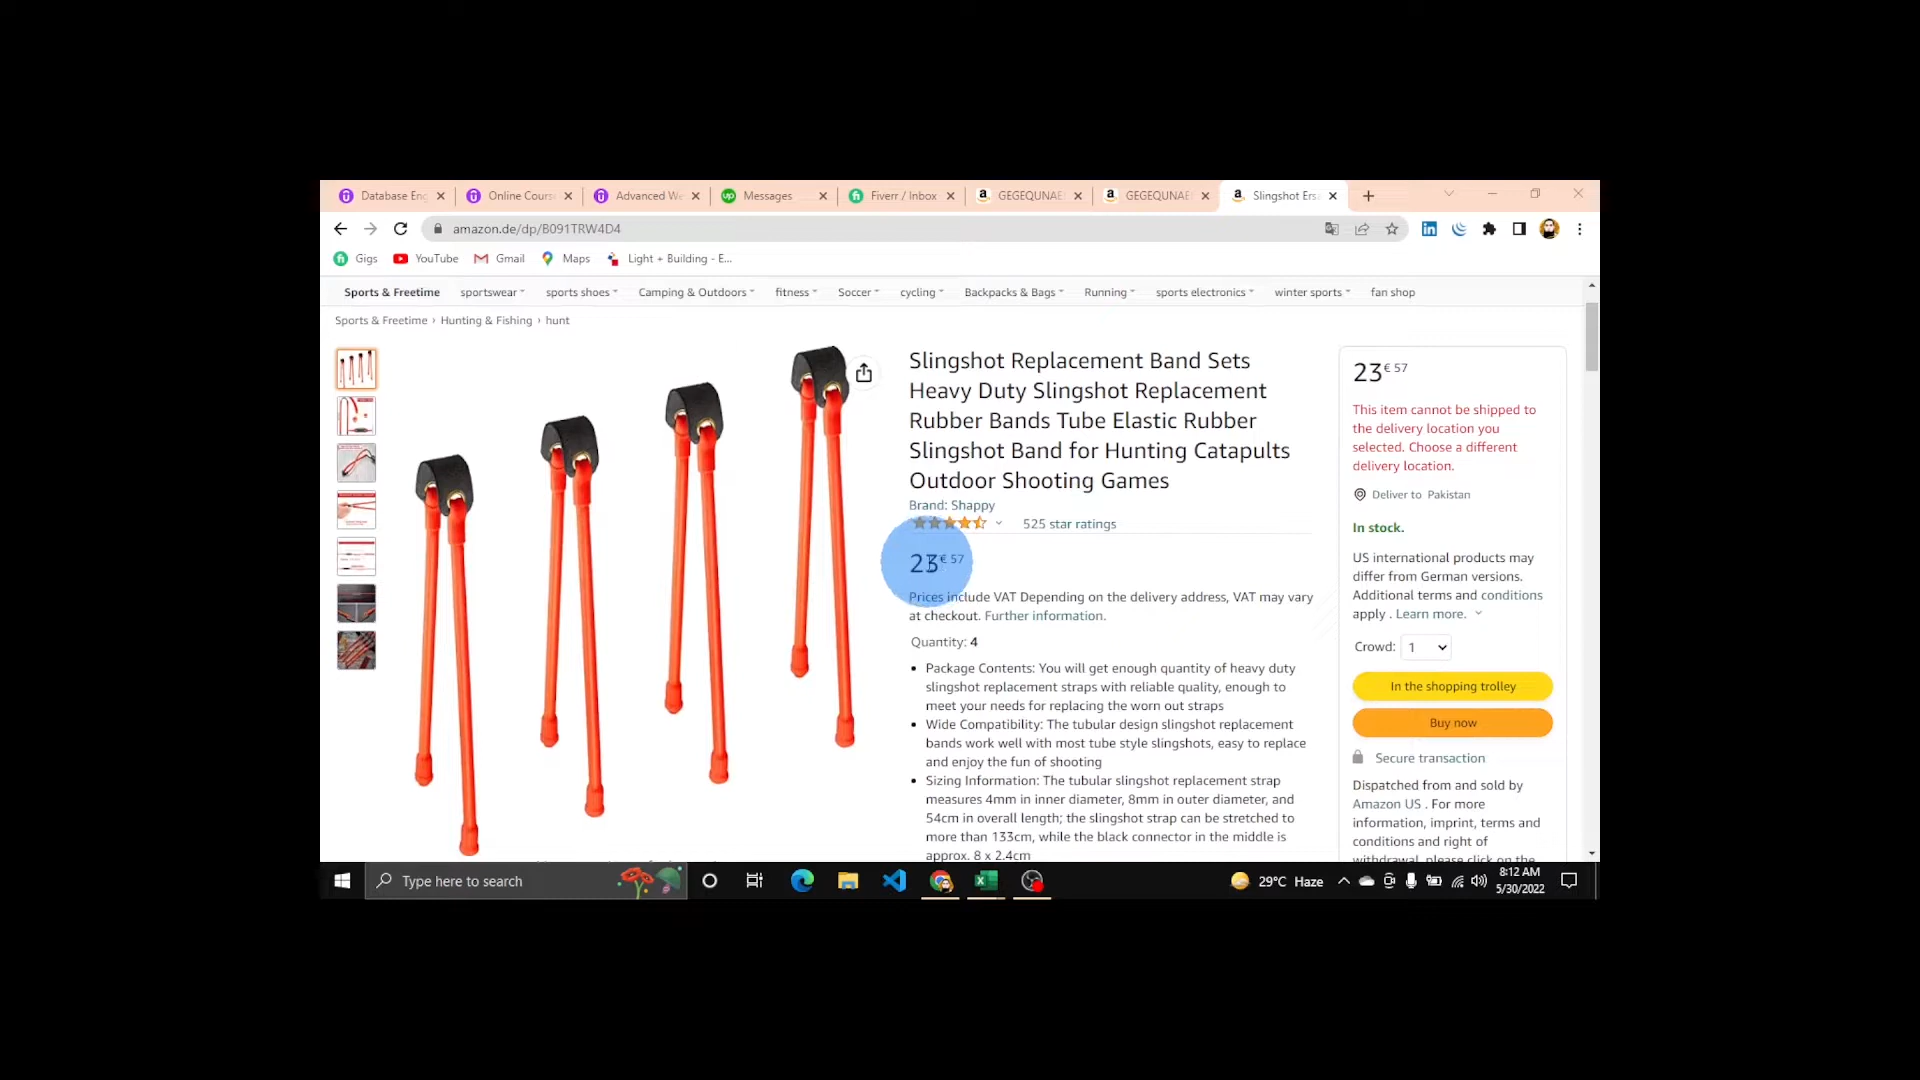 Database Eng
Online Cours
Advanced We
Messages
Fiverr / Inbox
GEGEQUNAE
GEGEQUNAE
Slingshot Ersa
amazon.de/dp/B091TRW4D4
Gigs
YouTube
Gmail
Maps
Light + Building - E...
Sports & Freetime
sportswear
sports shoes
Camping & Outdoors
fitness
Soccer
cycling
Backpacks & Bags
Running
sports electronics
winter sports
fan shop
Sports & Freetime › Hunting & Fishing › hunt
Slingshot Replacement Band Sets
Heavy Duty Slingshot Replacement
Rubber Bands Tube Elastic Rubber
Slingshot Band for Hunting Catapults
Outdoor Shooting Games
Brand: Shappy
525 star ratings
23€ 57
Prices include VAT Depending on the delivery address, VAT may vary
at checkout. Further information.
Quantity: 4
• Package Contents: You will get enough quantity of heavy duty
slingshot replacement straps with reliable quality, enough to
meet your needs for replacing the worn out straps
• Wide Compatibility: The tubular design slingshot replacement
bands work well with most tube style slingshots, easy to replace
and enjoy the fun of shooting
• Sizing Information: The tubular slingshot replacement strap
measures 4mm in inner diameter, 8mm in outer diameter, and
54cm in overall length; the slingshot strap can be stretched to
more than 133cm, while the black connector in the middle is
approx. 8 x 2.4cm
23€ 57
This item cannot be shipped to
the delivery location you
selected. Choose a different
delivery location.
Deliver to Pakistan
In stock.
US international products may
differ from German versions.
Additional terms and conditions
apply . Learn more.
Crowd: 1
In the shopping trolley
Buy now
Secure transaction
Dispatched from and sold by
Amazon US . For more
information, imprint, terms and
conditions and right of
withdrawal, please click on the
Type here to search
29°C Haze
8:12 AM
5/30/2022